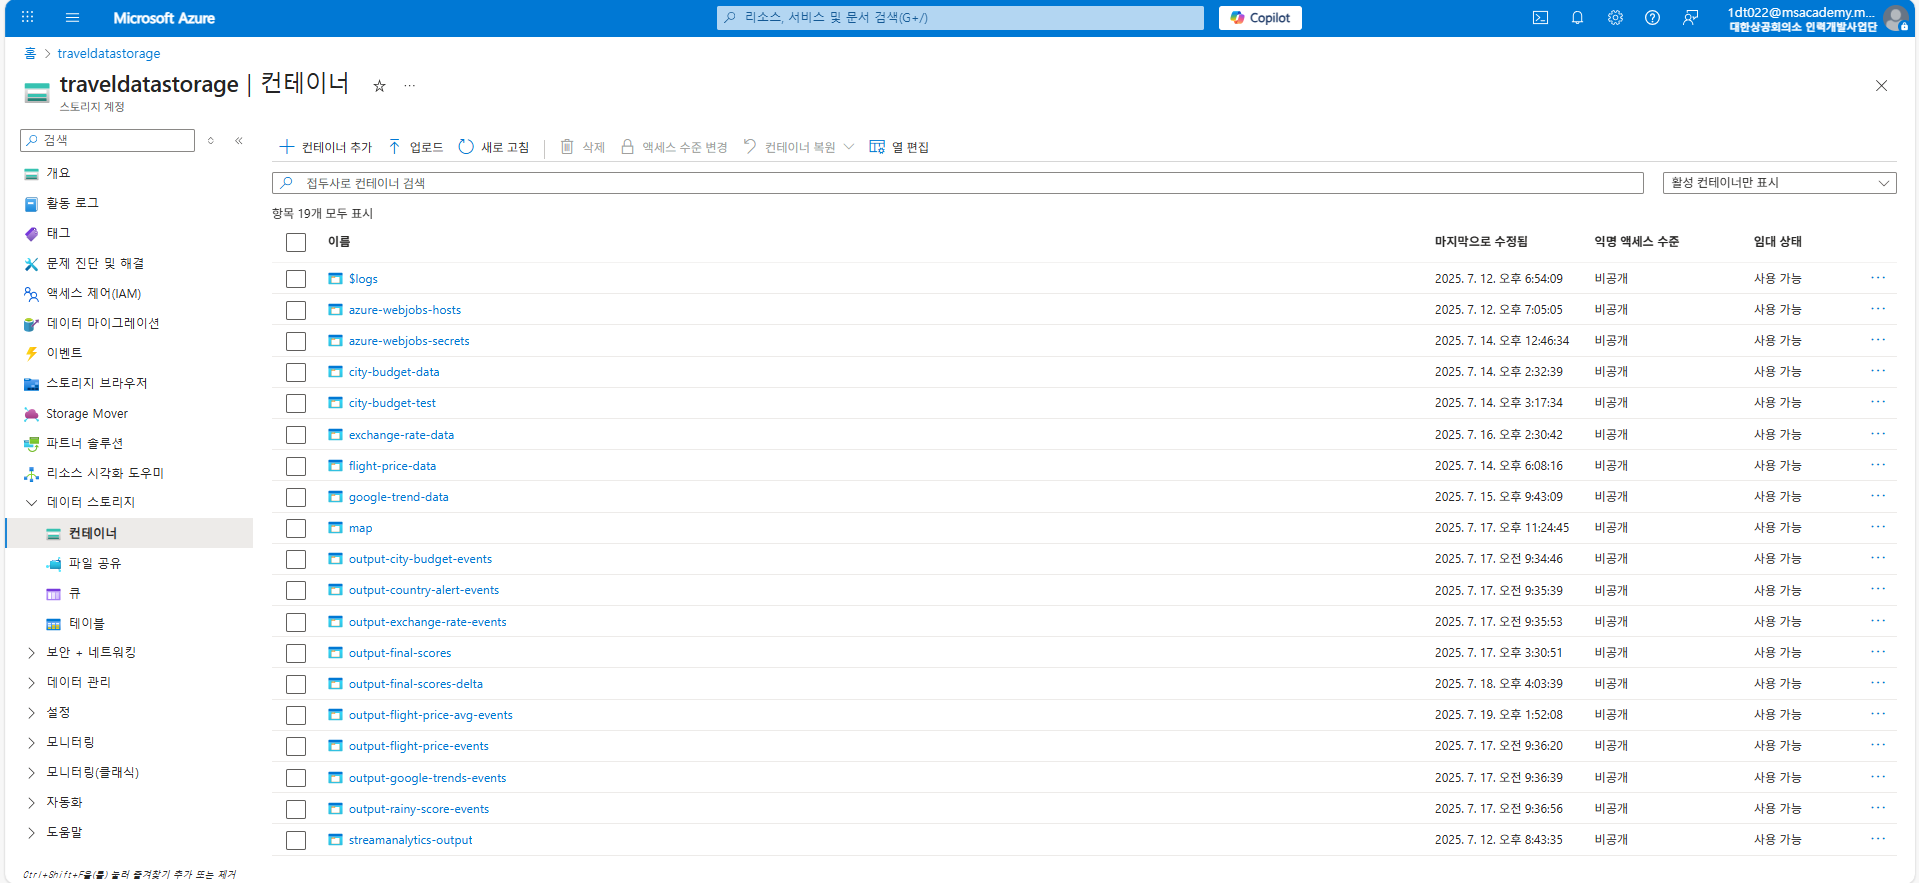 Microsoft Azure
리소스, 서비스 및 문서 검색(G+/)
Copilot
1dt022@msacademy.m...
대한상공회의소 인력개발사업단
홈 > traveldatastorage
traveldatastorage | 컨테이너
스토리지 계정
검색
개요
활동 로그
태그
문제 진단 및 해결
액세스 제어(IAM)
데이터 마이그레이션
이벤트
스토리지 브라우저
Storage Mover
파트너 솔루션
리소스 시각화 도우미
데이터 스토리지
컨테이너
파일 공유
큐
테이블
보안 + 네트워킹
데이터 관리
설정
모니터링
모니터링(클래식)
자동화
도움말
Ctrl+Shift+F을(를) 눌러 즐겨찾기 추가 또는 제거
컨테이너 추가 업로드 새로 고침 삭제 액세스 수준 변경 컨테이너 복원 열 편집
접두사로 컨테이너 검색
활성 컨테이너만 표시
항목 19개 모두 표시
이름 마지막으로 수정됨 익명 액세스 수준 임대 상태
$logs 2025. 7. 12. 오후 6:54:09 비공개 사용 가능
azure-webjobs-hosts 2025. 7. 12. 오후 7:05:05 비공개 사용 가능
azure-webjobs-secrets 2025. 7. 14. 오후 12:46:34 비공개 사용 가능
city-budget-data 2025. 7. 14. 오후 2:32:39 비공개 사용 가능
city-budget-test 2025. 7. 14. 오후 3:17:34 비공개 사용 가능
exchange-rate-data 2025. 7. 16. 오후 2:30:42 비공개 사용 가능
flight-price-data 2025. 7. 14. 오후 6:08:16 비공개 사용 가능
google-trend-data 2025. 7. 15. 오후 9:43:09 비공개 사용 가능
map 2025. 7. 17. 오후 11:24:45 비공개 사용 가능
output-city-budget-events 2025. 7. 17. 오전 9:34:46 비공개 사용 가능
output-country-alert-events 2025. 7. 17. 오전 9:35:39 비공개 사용 가능
output-exchange-rate-events 2025. 7. 17. 오전 9:35:53 비공개 사용 가능
output-final-scores 2025. 7. 17. 오후 3:30:51 비공개 사용 가능
output-final-scores-delta 2025. 7. 18. 오후 4:03:39 비공개 사용 가능
output-flight-price-avg-events 2025. 7. 19. 오후 1:52:08 비공개 사용 가능
output-flight-price-events 2025. 7. 17. 오전 9:36:20 비공개 사용 가능
output-google-trends-events 2025. 7. 17. 오전 9:36:39 비공개 사용 가능
output-rainy-score-events 2025. 7. 17. 오전 9:36:56 비공개 사용 가능
streamanalytics-output 2025. 7. 12. 오후 8:43:35 비공개 사용 가능